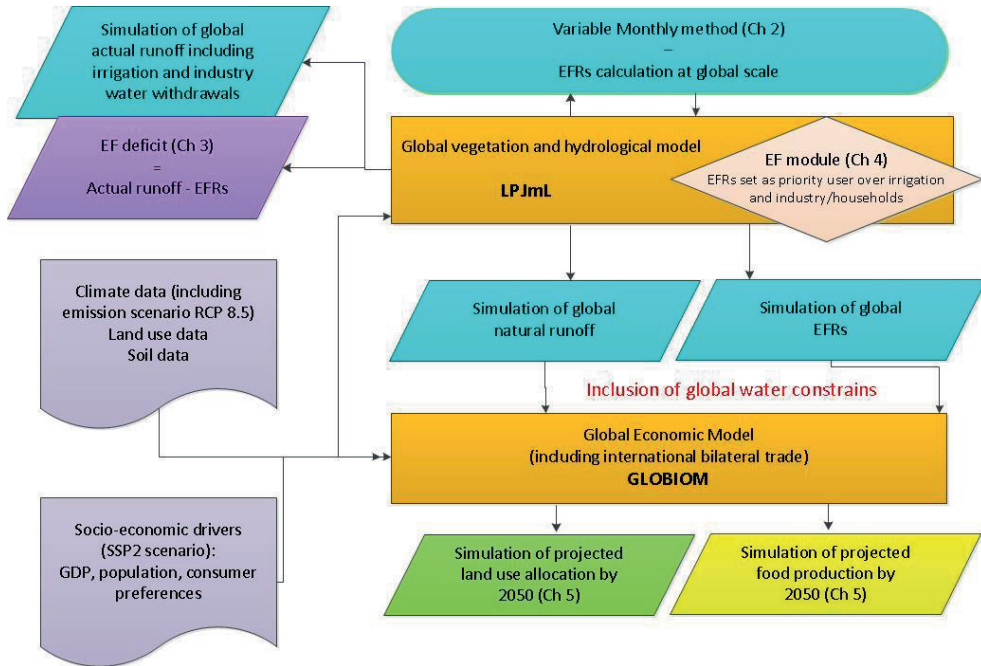 Simulation of global
actual runoff including
irrigation and industry
water withdrawals
Variable Monthly method (Ch 2)
–
EFRs calculation at global scale
EF deficit (Ch 3)
=
Actual runoff - EFRs
Global vegetation and hydrological model
LPJmL
EF module (Ch 4)
EFRs set as priority user over irrigation
and industry/households
Climate data (including
emission scenario RCP 8.5)
Land use data
Soil data
Simulation of global
natural runoff
Simulation of global
EFRs
Inclusion of global water constrains
Global Economic Model
(including international bilateral trade)
GLOBIOM
Socio-economic drivers
(SSP2 scenario):
GDP, population, consumer
preferences
Simulation of projected
land use allocation by
2050 (Ch 5)
Simulation of projected
food production by
2050 (Ch 5)